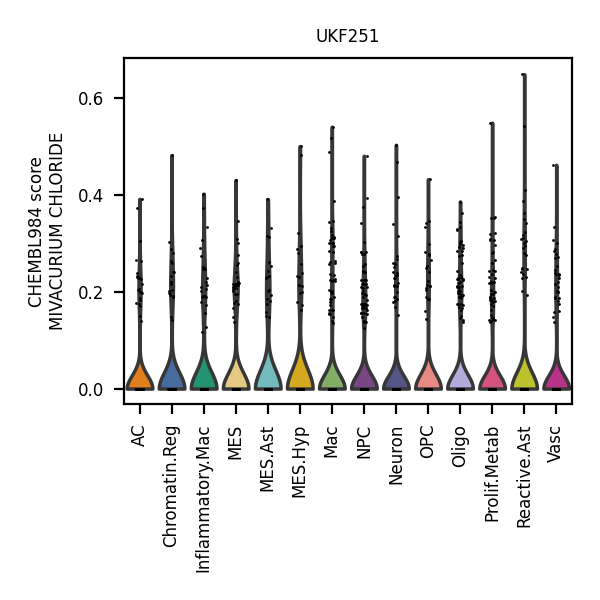 UKF251
CHEMBL984 score
MIVACURIUM CHLORIDE
0.6
0.4
0.2
0.0
AC
Chromatin.Reg
Inflammatory.Mac
MES
MES.Ast
MES.Hyp
Mac
NPC
Neuron
OPC
Oligo
Prolif.Metab
Reactive.Ast
Vasc